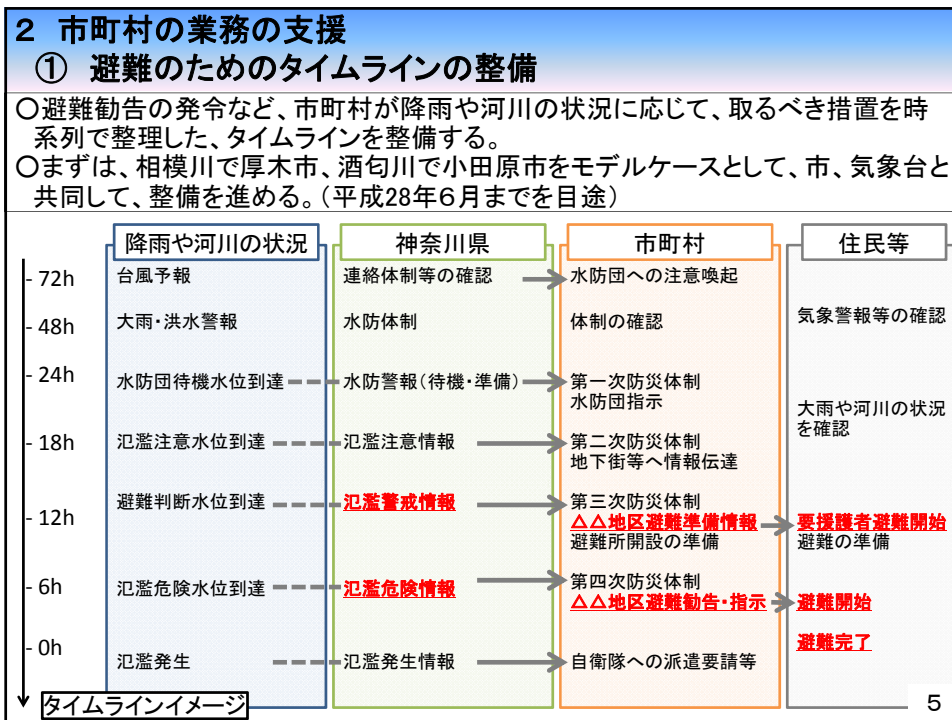 2 市町村の業務の支援
① 避難のためのタイムラインの整備
○避難勧告の発令など、市町村が降雨や河川の状況に応じて、取るべき措置を時
系列で整理した、タイムラインを整備する。
○まずは、相模川で厚木市、酒匂川で小田原市をモデルケースとして、市、気象台と
共同して、整備を進める。(平成28年6月までを目途)
降雨や河川の状況
神奈川県
市町村
住民等
- 72h
台風予報
連絡体制等の確認
水防団への注意喚起
- 48h
大雨・洪水警報
水防体制
体制の確認
気象警報等の確認
- 24h
水防団待機水位到達
水防警報(待機・準備)
第一次防災体制
水防団指示
大雨や河川の状況
を確認
- 18h
氾濫注意水位到達
氾濫注意情報
第二次防災体制
地下街等へ情報伝達
- 12h
避難判断水位到達
氾濫警戒情報
第三次防災体制
△△地区避難準備情報
避難所開設の準備
要援護者避難開始
避難の準備
- 6h
氾濫危険水位到達
氾濫危険情報
第四次防災体制
△△地区避難勧告・指示
避難開始
避難完了
- 0h
氾濫発生
氾濫発生情報
自衛隊への派遣要請等
タイムラインイメージ
5